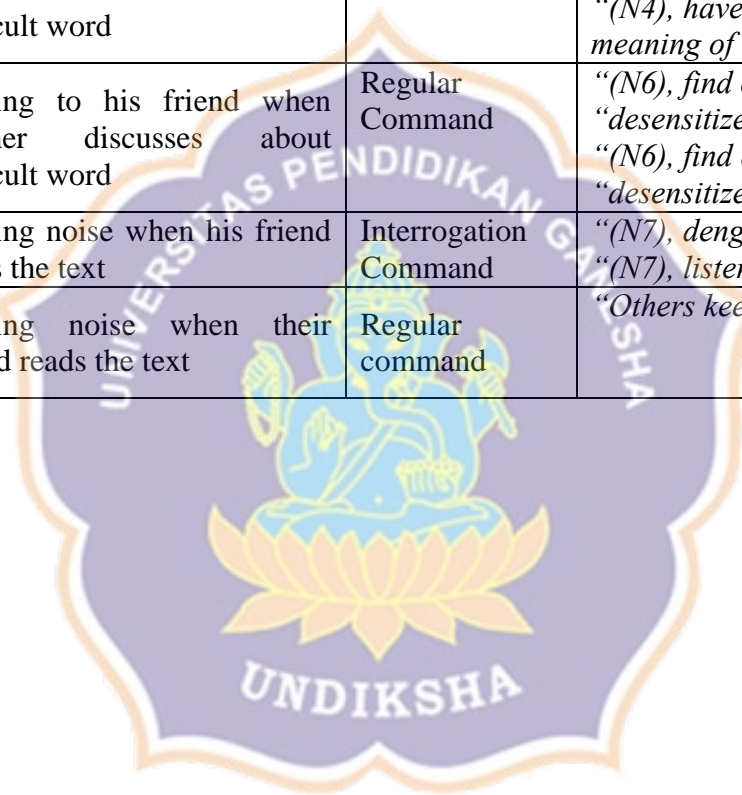 cult word
"(N4), have
meaning of
ing to his friend when
her discusses about
cult word
Regular
Command
"(N6), find
"desensitize
"(N6), find
"desensitize
ing noise when his friend
s the text
Interrogation
Command
"(N7), deng
"(N7), listen
ing noise when their
d reads the text
Regular
command
"Others kee
UNIVERSITAS PENDIDIKAN GANESHA
UNDIKSHA